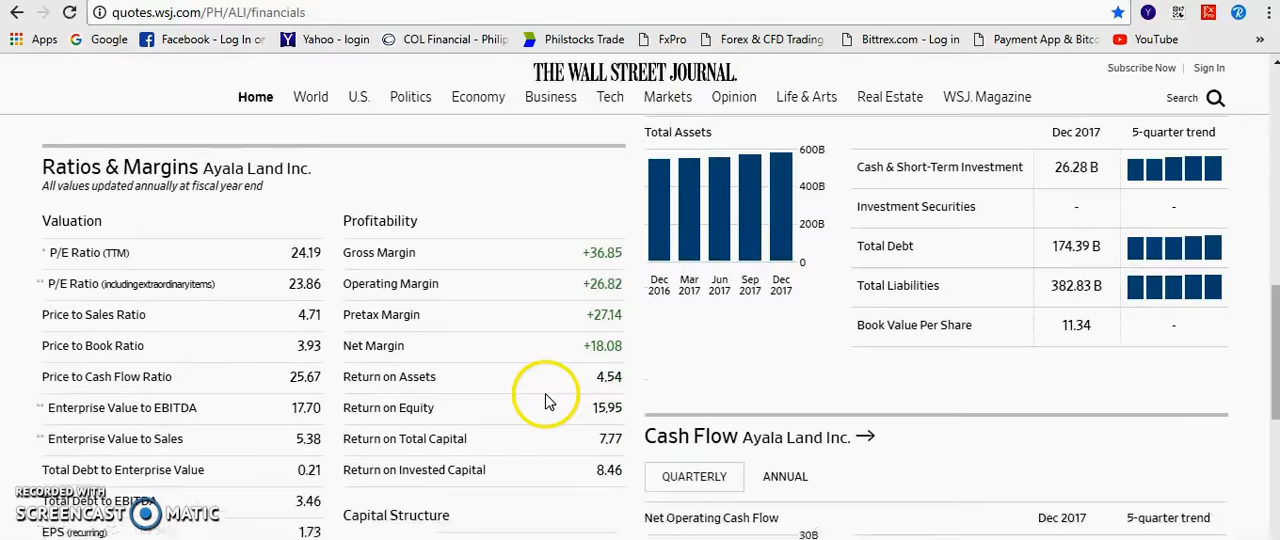 quotes.wsj.com/PH/ALI/financials
Apps Google Facebook - Log In or Yahoo - login COL Financial - Philip Philstocks Trade FxPro Forex & CFD Trading Bittrex.com - Log in Payment App & Bitco YouTube »
THE WALL STREET JOURNAL.
Subscribe Now | Sign In
Home World U.S. Politics Economy Business Tech Markets Opinion Life & Arts Real Estate WSJ. Magazine Search
Ratios & Margins Ayala Land Inc.
All values updated annually at fiscal year end
Valuation
P/E Ratio (TTM) 24.19
P/E Ratio (including extraordinary items) 23.86
Price to Sales Ratio 4.71
Price to Book Ratio 3.93
Price to Cash Flow Ratio 25.67
Enterprise Value to EBITDA 17.70
Enterprise Value to Sales 5.38
Total Debt to Enterprise Value 0.21
Total Debt to EBITDA 3.46
EPS (recurring) 1.73
Profitability
Gross Margin +36.85
Operating Margin +26.82
Pretax Margin +27.14
Net Margin +18.08
Return on Assets 4.54
Return on Equity 15.95
Return on Total Capital 7.77
Return on Invested Capital 8.46
Capital Structure
Total Assets
600B
400B
200B
0
Dec 2016 Mar 2017 Jun 2017 Sep 2017 Dec 2017
Dec 2017 5-quarter trend
Cash & Short-Term Investment 26.28 B
Investment Securities - -
Total Debt 174.39 B
Total Liabilities 382.83 B
Book Value Per Share 11.34 -
Cash Flow Ayala Land Inc. →
QUARTERLY ANNUAL
Net Operating Cash Flow
30B
Dec 2017 5-quarter trend
RECORDED WITH
SCREENCAST MATIC